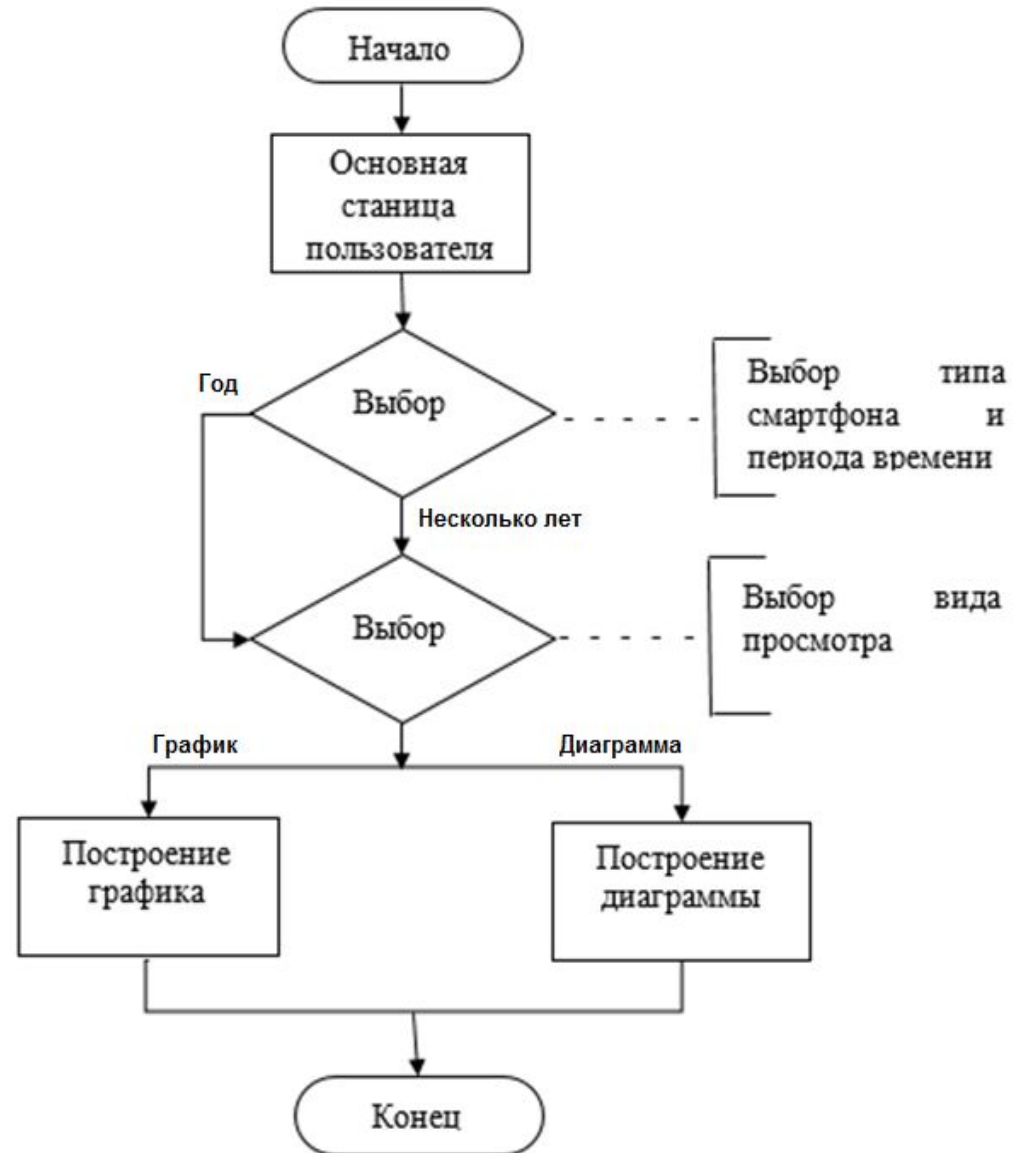 Начало
Основная
станица
пользователя
Год
Выбор
Выбор типа
смартфона и
периода времени
Несколько лет
Выбор
Выбор вида
просмотра
График
Диаграмма
Построение
графика
Построение
диаграммы
Конец